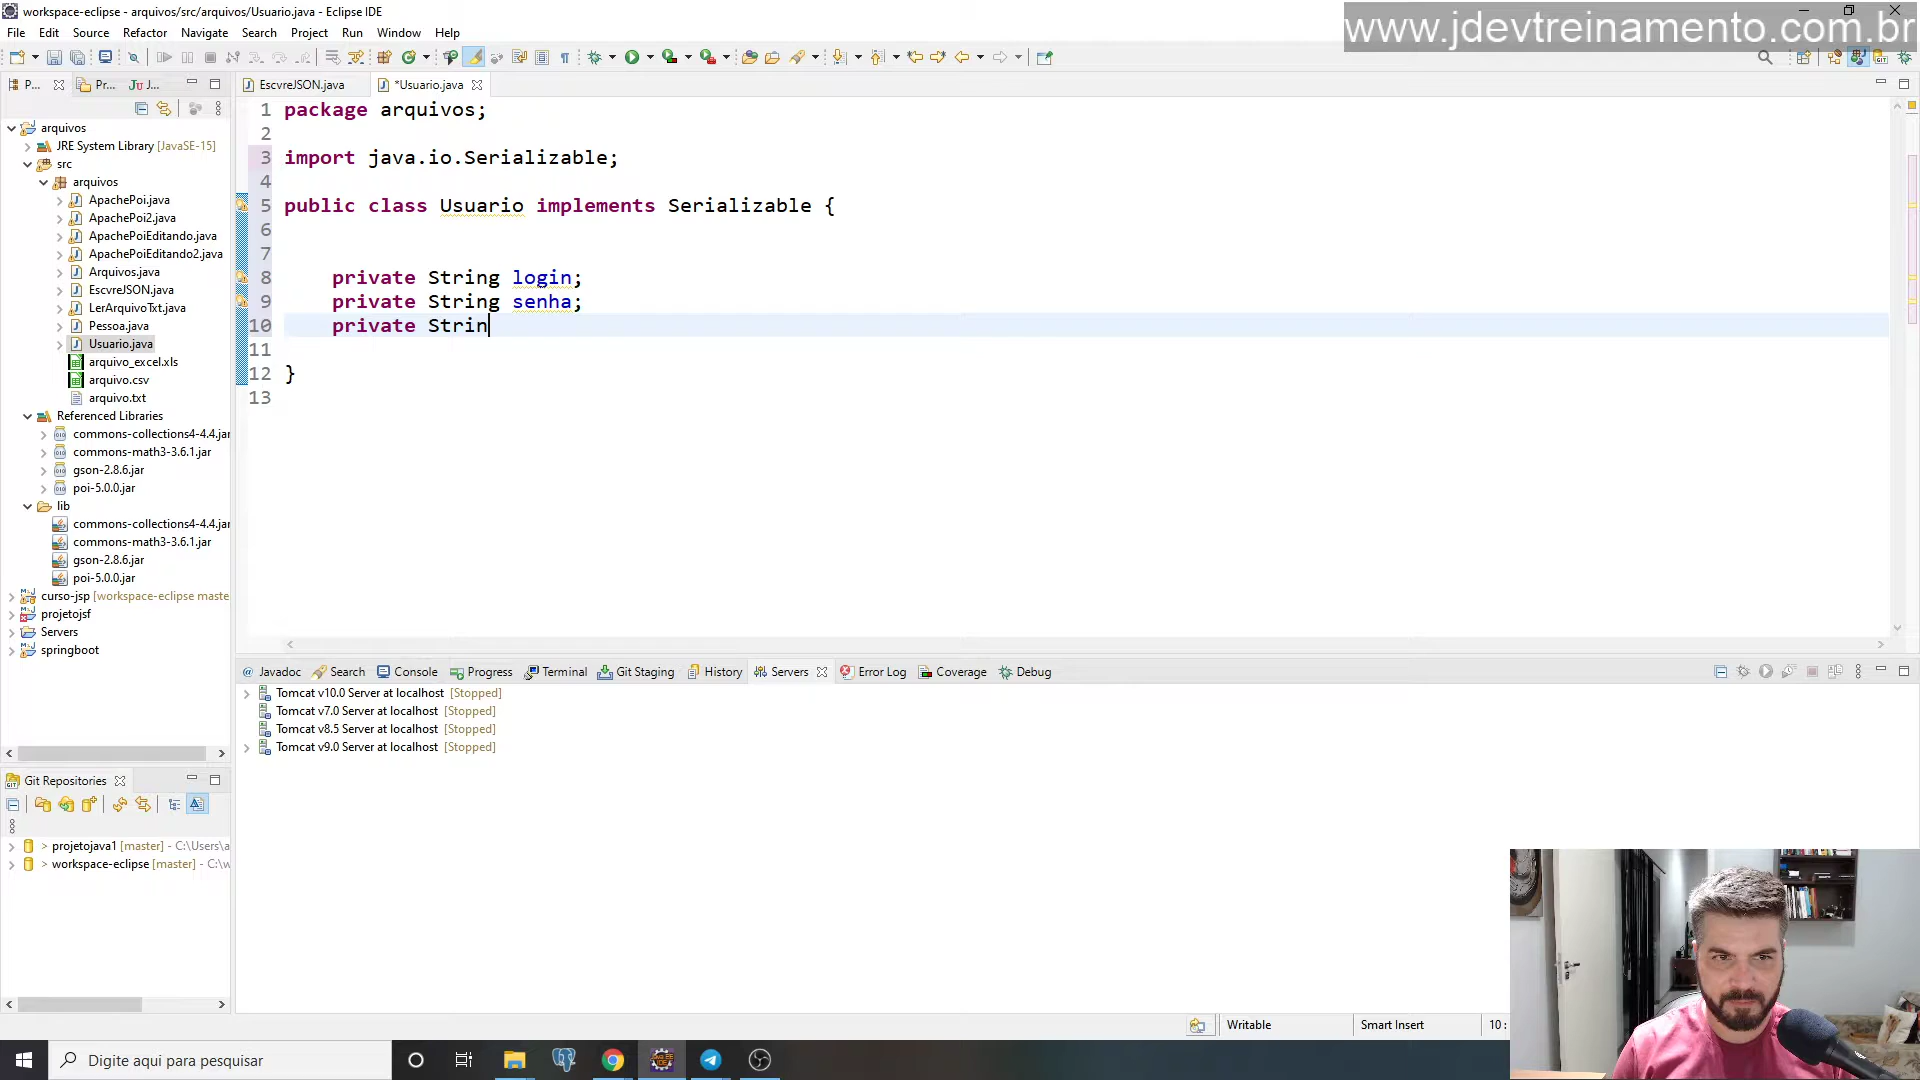 workspace-eclipse - arquivos/src/arquivos/Usuario.java - Eclipse IDE
www.jdevtreinamento.com.br
File Edit Source Refactor Navigate Search Project Run Window Help
P... Pr... Ju J...
EscvreJSON.java *Usuario.java
arquivos
JRE System Library [JavaSE-15]
src
arquivos
ApachePoi.java
ApachePoi2.java
ApachePoiEditando.java
ApachePoiEditando2.java
Arquivos.java
EscvreJSON.java
LerArquivoTxt.java
Pessoa.java
Usuario.java
arquivo_excel.xls
arquivo.csv
arquivo.txt
Referenced Libraries
commons-collections4-4.4.jar
commons-math3-3.6.1.jar
gson-2.8.6.jar
poi-5.0.0.jar
lib
commons-collections4-4.4.jar
commons-math3-3.6.1.jar
gson-2.8.6.jar
poi-5.0.0.jar
curso-jsp [workspace-eclipse maste
projetojsf
Servers
springboot
1 package arquivos;
2
3 import java.io.Serializable;
4
5 public class Usuario implements Serializable {
6
7
8 private String login;
9 private String senha;
10 private Strin
11
12 }
13
Javadoc Search Console Progress Terminal Git Staging History Servers Error Log Coverage Debug
Tomcat v10.0 Server at localhost [Stopped]
Tomcat v7.0 Server at localhost [Stopped]
Tomcat v8.5 Server at localhost [Stopped]
Tomcat v9.0 Server at localhost [Stopped]
Git Repositories
> projetojava1 [master] - C:\Users\a
> workspace-eclipse [master] - C:\w
Writable Smart Insert 10 :
Digite aqui para pesquisar